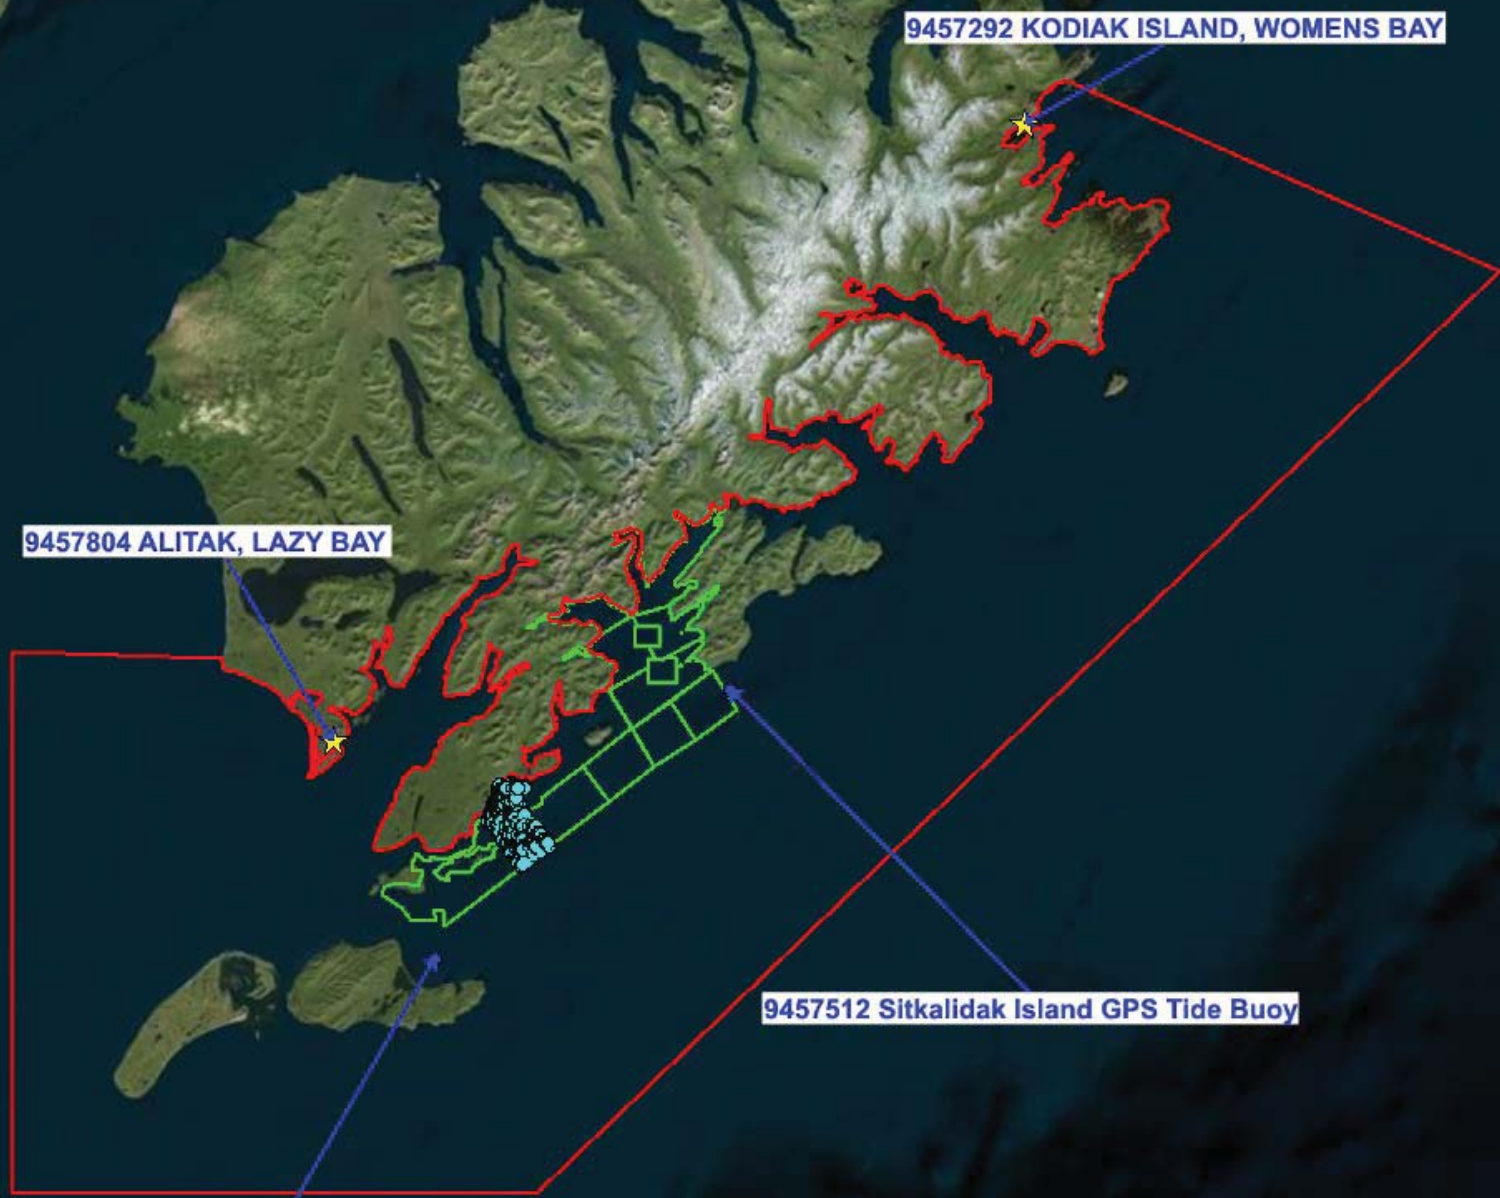 9457292 KODIAK ISLAND, WOMENS BAY
9457804 ALITAK, LAZY BAY
9457512 Sitkalidak Island GPS Tide Buoy